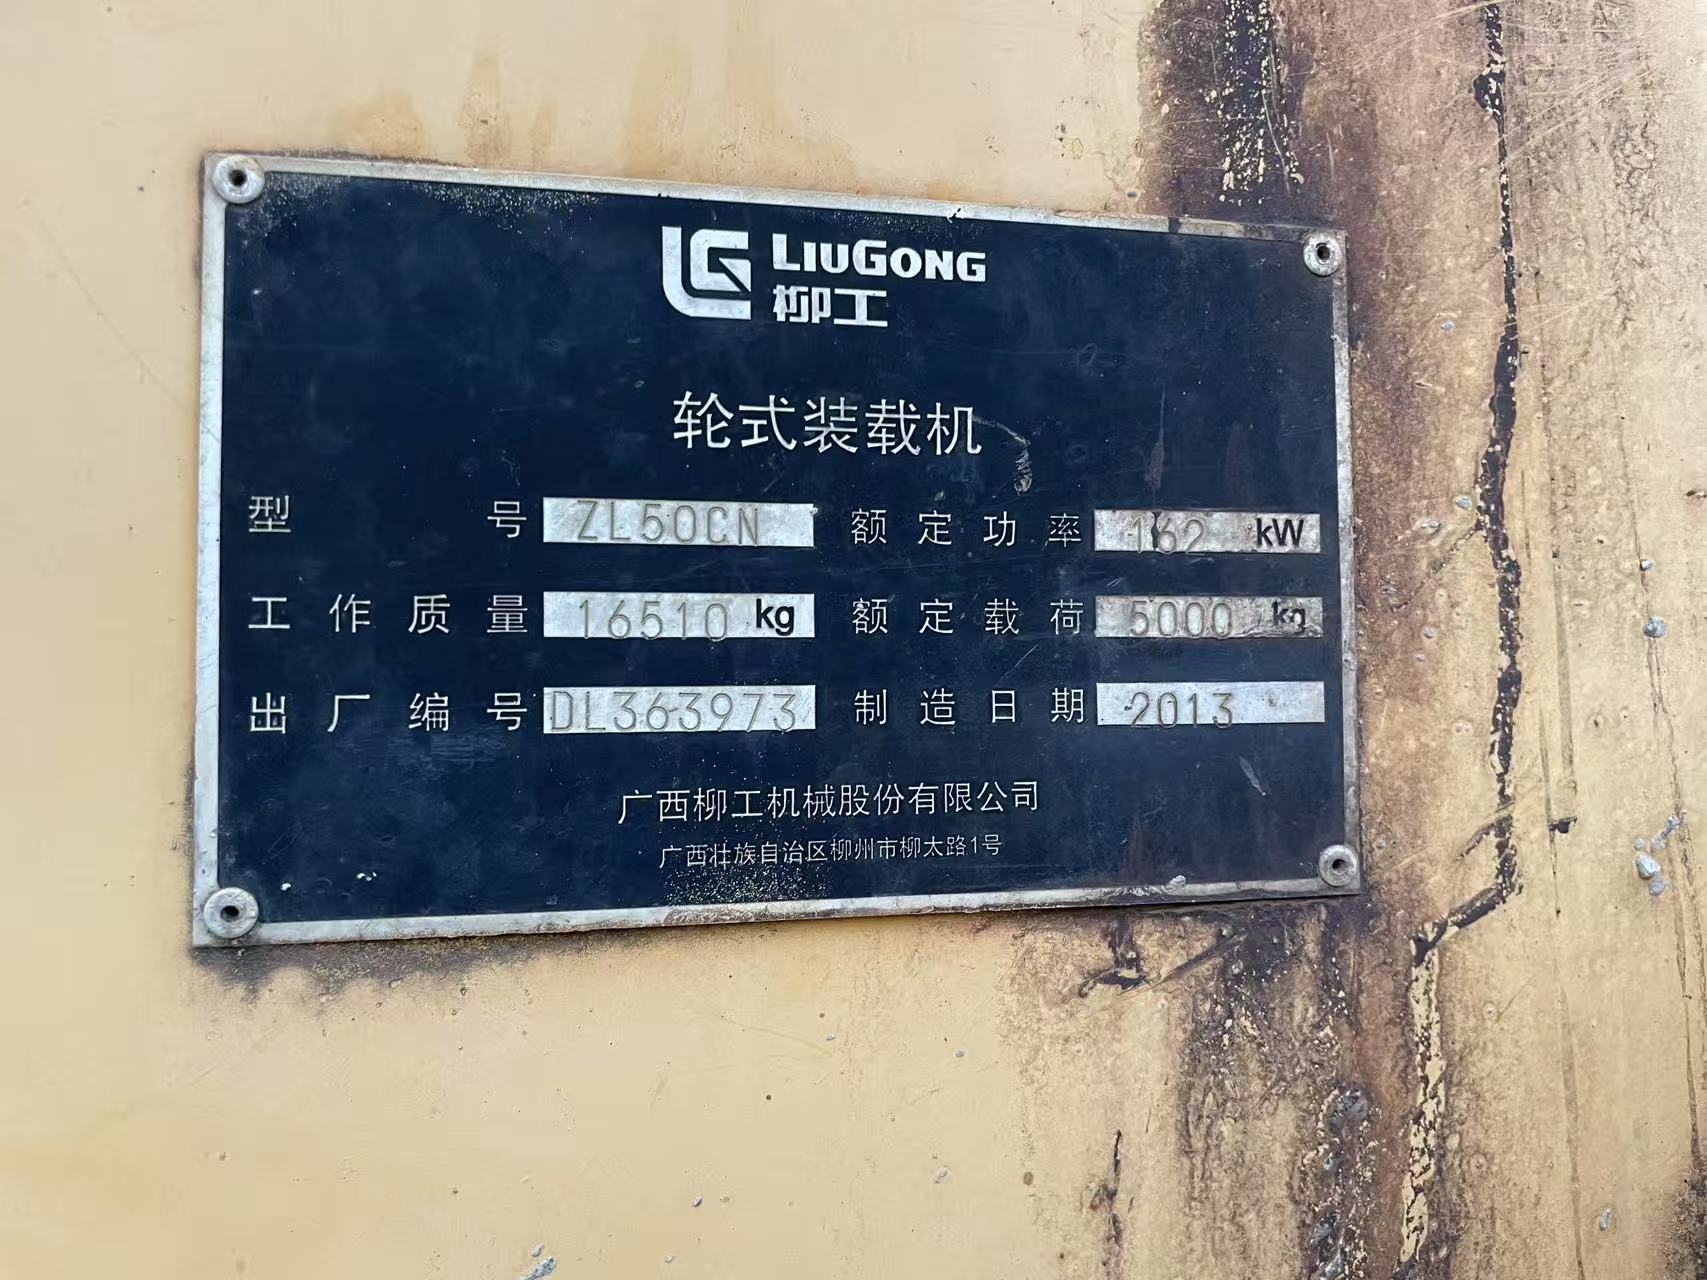 LG LIUGONG
柳工
轮式装载机
型号 ZL50CN 额定功率 162 kW
工作质量 16510 kg 额定载荷 5000 kg
出厂编号 DL363973 制造日期 2013
广西柳工机械股份有限公司
广西壮族自治区柳州市柳太路1号